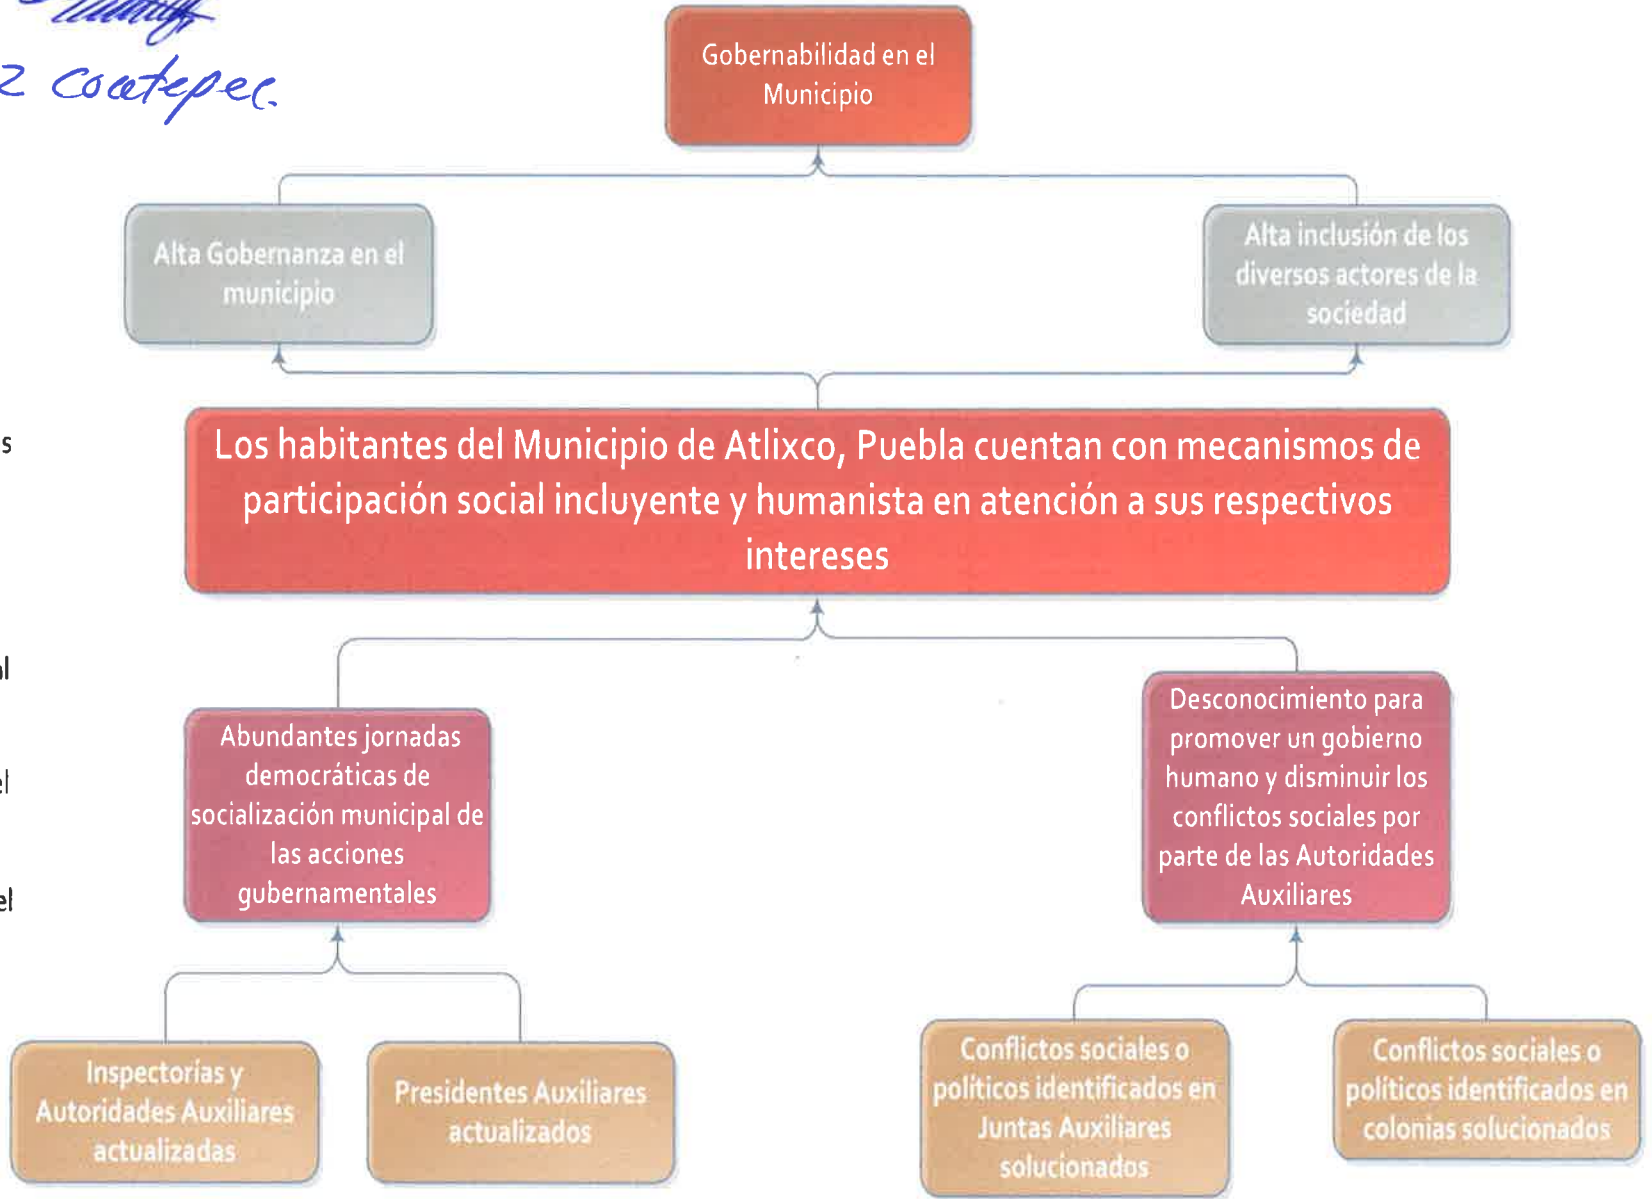 z coatepec.
Gobernabilidad en el
Municipio
Alta Gobernanza en el
municipio
Alta inclusión de los
diversos actores de la
sociedad
s
Los habitantes del Municipio de Atlixco, Puebla cuentan con mecanismos de
participación social incluyente y humanista en atención a sus respectivos
intereses
al
el
el
Abundantes jornadas
democráticas de
socialización municipal de
las acciones
gubernamentales
Desconocimiento para
promover un gobierno
humano y disminuir los
conflictos sociales por
parte de las Autoridades
Auxiliares
Inspectorías y
Autoridades Auxiliares
actualizadas
Presidentes Auxiliares
actualizados
Conflictos sociales o
políticos identificados en
Juntas Auxiliares
solucionados
Conflictos sociales o
políticos identificados en
colonias solucionados